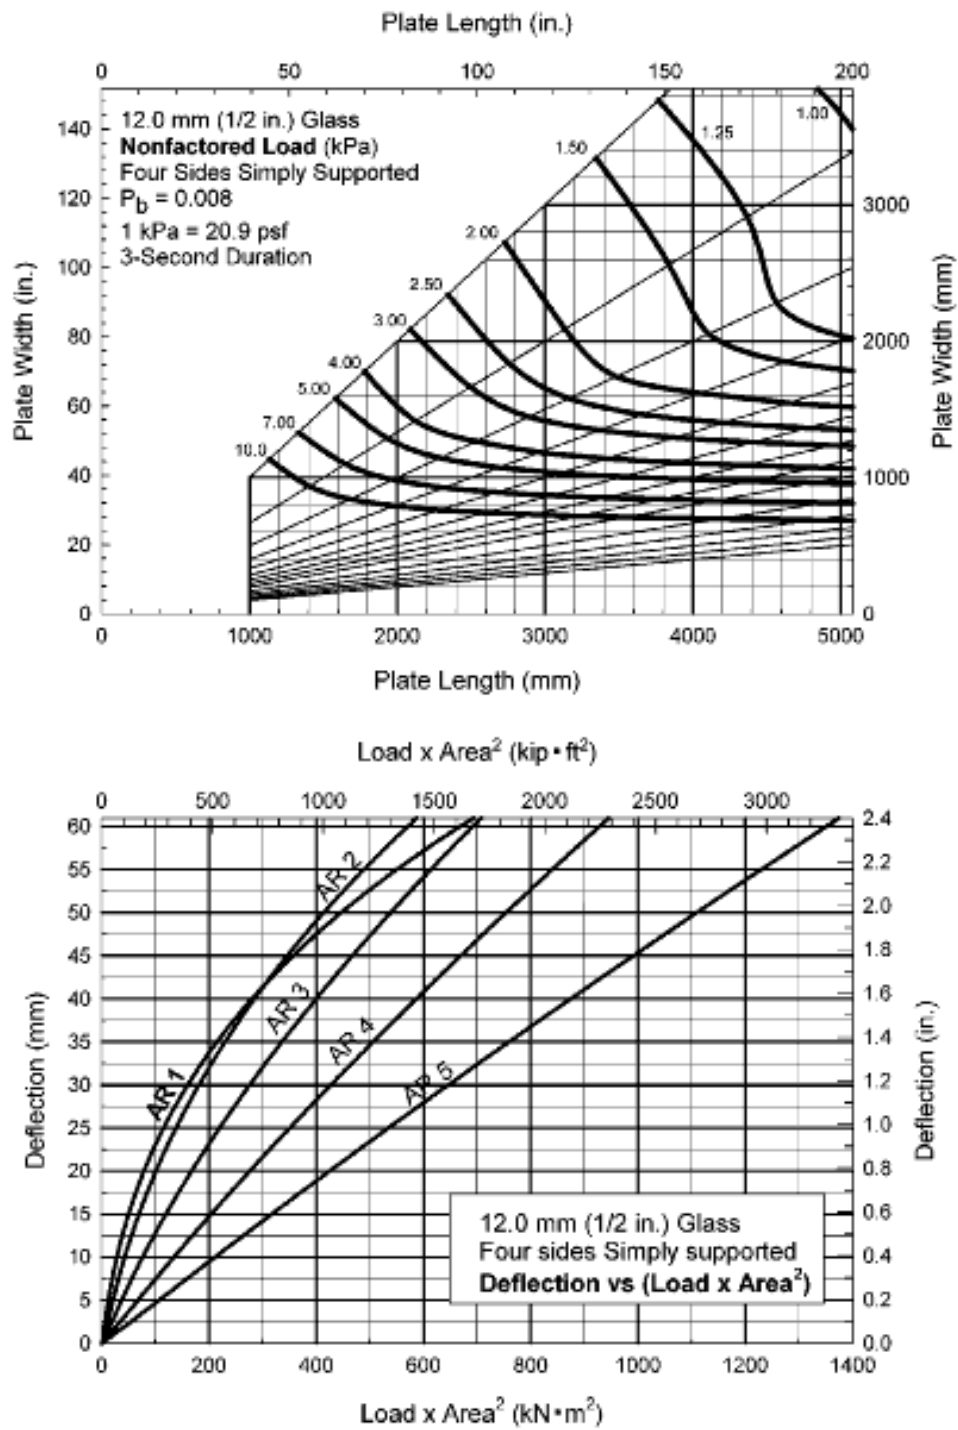 Plate Length (in.)
0 50 100 150 200
12.0 mm (1/2 in.) Glass
Nonfactored Load (kPa)
Four Sides Simply Supported
P_b = 0.008
1 kPa = 20.9 psf
3-Second Duration
1.00
1.25
1.50
2.00
2.50
3.00
4.00
5.00
7.00
10.0
Plate Width (in.)
140
120
100
80
60
40
20
0
Plate Width (mm)
3000
2000
1000
0
0 1000 2000 3000 4000 5000
Plate Length (mm)
Load x Area² (kip•ft²)
0 500 1000 1500 2000 2500 3000
Deflection (mm)
60
55
50
45
40
35
30
25
20
15
10
5
0
AR 1
AR 2
AR 3
AR 4
AR 5
Deflection (in.)
2.4
2.2
2.0
1.8
1.6
1.4
1.2
1.0
0.8
0.6
0.4
0.2
0.0
12.0 mm (1/2 in.) Glass
Four sides Simply supported
Deflection vs (Load x Area²)
0 200 400 600 800 1000 1200 1400
Load x Area² (kN•m²)